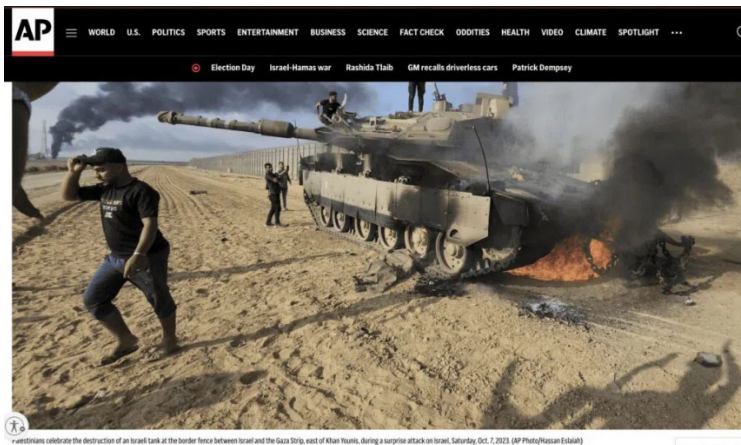 AP
WORLD U.S. POLITICS SPORTS ENTERTAINMENT BUSINESS SCIENCE FACT CHECK ODDITIES HEALTH VIDEO CLIMATE SPOTLIGHT ...
Election Day Israel-Hamas war Rashida Tlaib GM recalls driverless cars Patrick Dempsey
Palestinians celebrate the destruction of an Israeli tank at the border fence between Israel and the Gaza Strip, east of Khan Younis, during a surprise attack on Israel, Saturday, Oct. 7, 2023. (AP Photo/Hassan Eslaiah)